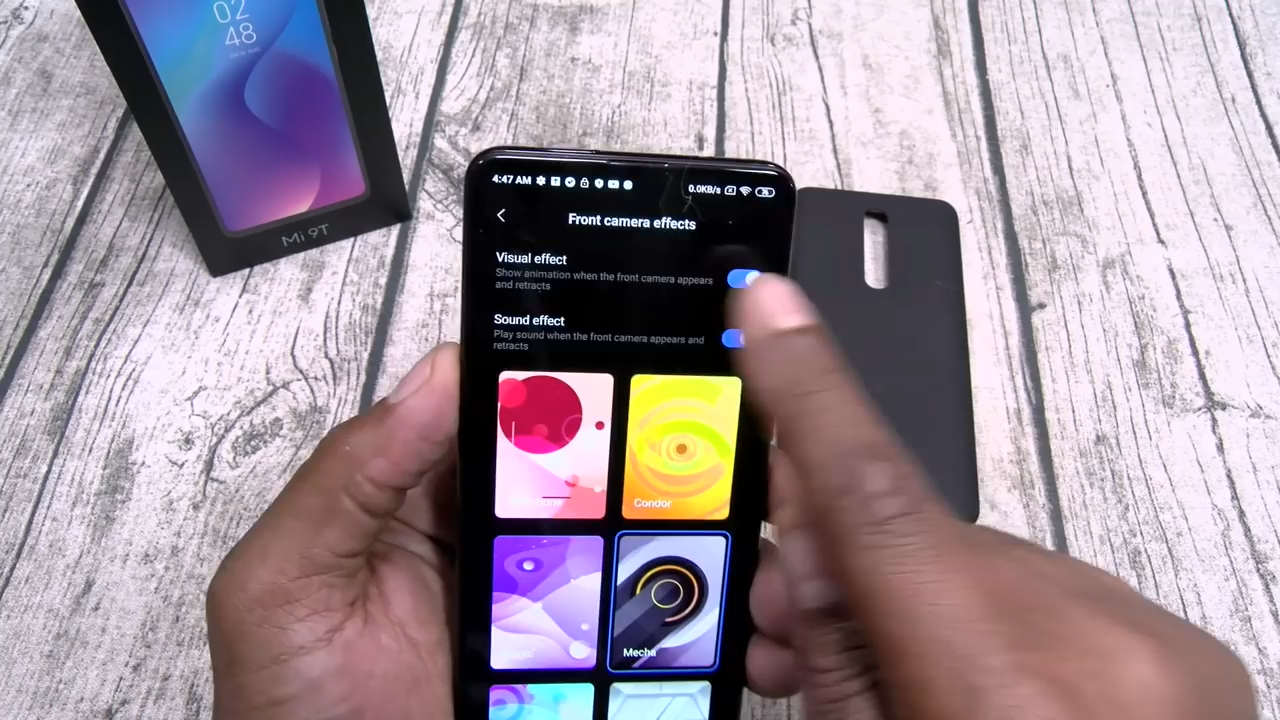 02
48
Mi 9T
4:47 AM
0.0KB/s
Front camera effects
Visual effect
Show animation when the front camera appears
and retracts
Sound effect
Play sound when the front camera appears and
retracts
Condor
Mecha